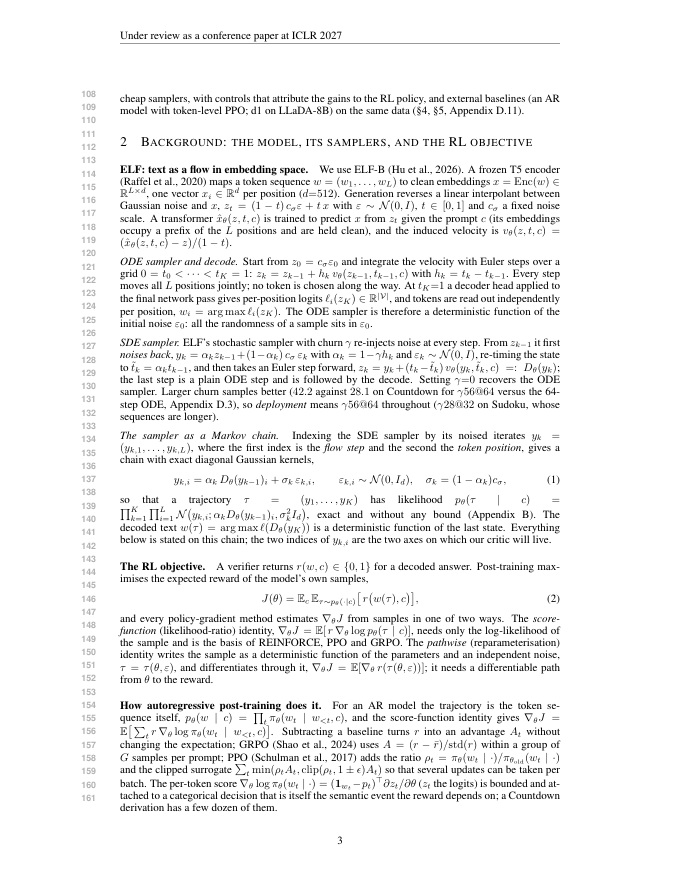 Under review as a conference paper at ICLR 2027
108
109
110
111
112
113
114
115
116
117
118
119
120
121
122
123
124
125
126
127
128
129
130
131
132
133
134
135
136
137
138
139
140
141
142
143
144
145
146
147
148
149
150
151
152
153
154
155
156
157
158
159
160
161
cheap samplers, with controls that attribute the gains to the RL policy, and external baselines (an AR
model with token-level PPO; d1 on LLaDA-8B) on the same data (§4, §5, Appendix D.11).
2 BACKGROUND: THE MODEL, ITS SAMPLERS, AND THE RL OBJECTIVE
ELF: text as a flow in embedding space. We use ELF-B (Hu et al., 2026). A frozen T5 encoder
(Raffel et al., 2020) maps a token sequence w = (w₁, . . . , w_L) to clean embeddings x = Enc(w) ∈
ℝ^{L×d}, one vector x_i ∈ ℝ^d per position (d=512). Generation reverses a linear interpolant between
Gaussian noise and x, z_t = (1 − t) c_σ ε + t x with ε ∼ 𝒩(0, I), t ∈ [0, 1] and c_σ a fixed noise
scale. A transformer x̂_θ(z, t, c) is trained to predict x from z_t given the prompt c (its embeddings
occupy a prefix of the L positions and are held clean), and the induced velocity is v_θ(z, t, c) =
(x̂_θ(z, t, c) − z)/(1 − t).
ODE sampler and decode. Start from z₀ = c_σ ε₀ and integrate the velocity with Euler steps over a
grid 0 = t₀ < · · · < t_K = 1: z_k = z_{k−1} + h_k v_θ(z_{k−1}, t_{k−1}, c) with h_k = t_k − t_{k−1}. Every step
moves all L positions jointly; no token is chosen along the way. At t_K=1 a decoder head applied to
the final network pass gives per-position logits ℓ_i(z_K) ∈ ℝ^{|𝒱|}, and tokens are read out independently
per position, w_i = arg max ℓ_i(z_K). The ODE sampler is therefore a deterministic function of the
initial noise ε₀: all the randomness of a sample sits in ε₀.
SDE sampler. ELF's stochastic sampler with churn γ re-injects noise at every step. From z_{k−1} it first
noises back, y_k = α_k z_{k−1} + (1−α_k) c_σ ε_k with α_k = 1−γh_k and ε_k ∼ 𝒩(0, I), re-timing the state
to t̃_k = α_k t_{k−1}, and then takes an Euler step forward, z_k = y_k + (t_k − t̃_k) v_θ(y_k, t̃_k, c) =: D_θ(y_k);
the last step is a plain ODE step and is followed by the decode. Setting γ=0 recovers the ODE
sampler. Larger churn samples better (42.2 against 28.1 on Countdown for γ56@64 versus the 64-
step ODE, Appendix D.3), so deployment means γ56@64 throughout (γ28@32 on Sudoku, whose
sequences are longer).
The sampler as a Markov chain. Indexing the SDE sampler by its noised iterates y_k =
(y_{k,1}, . . . , y_{k,L}), where the first index is the flow step and the second the token position, gives a
chain with exact diagonal Gaussian kernels,
y_{k,i} = α_k D_θ(y_{k−1})_i + σ_k ε_{k,i}, ε_{k,i} ∼ 𝒩(0, I_d), σ_k = (1 − α_k)c_σ, (1)
so that a trajectory τ = (y₁, . . . , y_K) has likelihood p_θ(τ | c) =
∏_{k=1}^{K} ∏_{i=1}^{L} 𝒩(y_{k,i}; α_k D_θ(y_{k−1})_i, σ_k² I_d), exact and without any bound (Appendix B). The
decoded text w(τ) = arg max ℓ(D_θ(y_K)) is a deterministic function of the last state. Everything
below is stated on this chain; the two indices of y_{k,i} are the two axes on which our critic will live.
The RL objective. A verifier returns r(w, c) ∈ {0, 1} for a decoded answer. Post-training max-
imises the expected reward of the model's own samples,
J(θ) = 𝔼_c 𝔼_{τ∼p_θ(·|c)}[ r(w(τ), c)], (2)
and every policy-gradient method estimates ∇_θ J from samples in one of two ways. The score-
function (likelihood-ratio) identity, ∇_θ J = 𝔼[ r ∇_θ log p_θ(τ | c)], needs only the log-likelihood of
the sample and is the basis of REINFORCE, PPO and GRPO. The pathwise (reparameterisation)
identity writes the sample as a deterministic function of the parameters and an independent noise,
τ = τ(θ, ε), and differentiates through it, ∇_θ J = 𝔼[∇_θ r(τ(θ, ε))]; it needs a differentiable path
from θ to the reward.
How autoregressive post-training does it. For an AR model the trajectory is the token se-
quence itself, p_θ(w | c) = ∏_t π_θ(w_t | w_{<t}, c), and the score-function identity gives ∇_θ J =
𝔼[∑_t r ∇_θ log π_θ(w_t | w_{<t}, c)]. Subtracting a baseline turns r into an advantage A_t without
changing the expectation; GRPO (Shao et al., 2024) uses A = (r − r̄)/std(r) within a group of
G samples per prompt; PPO (Schulman et al., 2017) adds the ratio ρ_t = π_θ(w_t | ·)/π_{θ_old}(w_t | ·)
and the clipped surrogate ∑_t min(ρ_t A_t, clip(ρ_t, 1 ± ϵ)A_t) so that several updates can be taken per
batch. The per-token score ∇_θ log π_θ(w_t | ·) = (𝟏_{w_t} − p_t)^⊤ ∂z_t/∂θ (z_t the logits) is bounded and at-
tached to a categorical decision that is itself the semantic event the reward depends on; a Countdown
derivation has a few dozen of them.
3